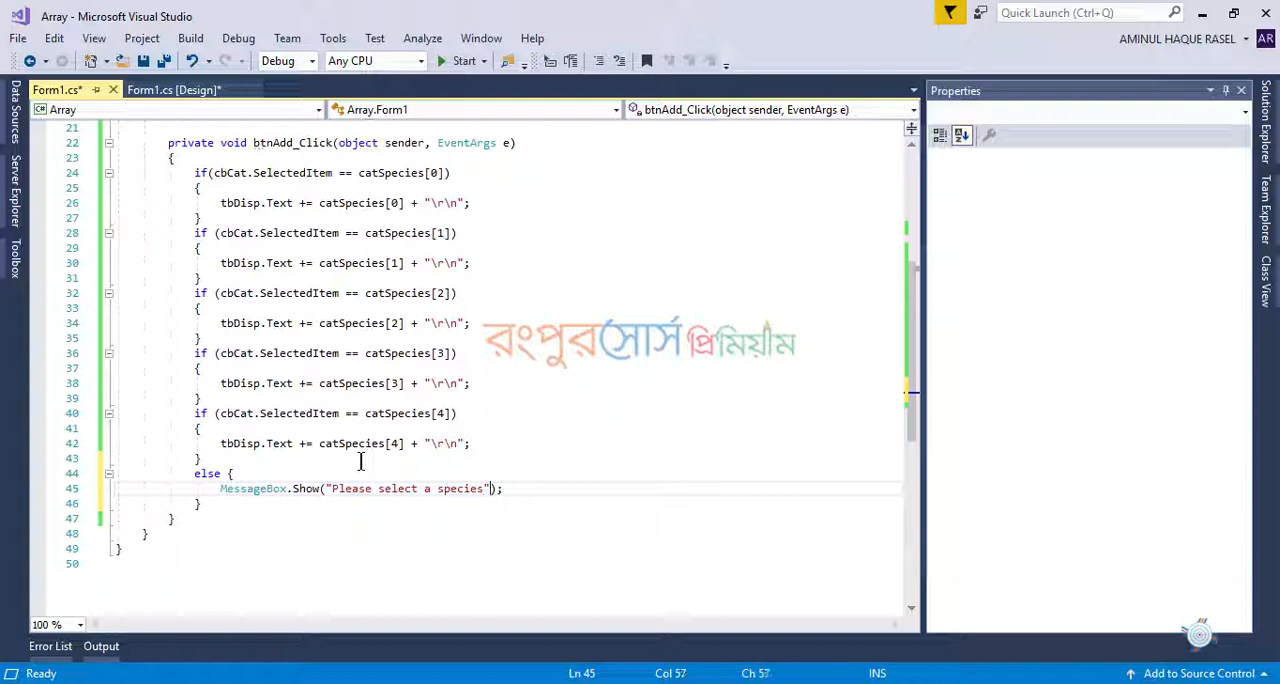 Array - Microsoft Visual Studio
Quick Launch (Ctrl+Q)
File Edit View Project Build Debug Team Tools Test Analyze Window Help
AMINUL HAQUE RASEL AR
Debug Any CPU Start
Form1.cs* Form1.cs [Design]*
Properties
Array Array.Form1 btnAdd_Click(object sender, EventArgs e)
Data Sources
Server Explorer
Toolbox
Solution Explorer
Team Explorer
Class View
21
22 private void btnAdd_Click(object sender, EventArgs e)
23 {
24 if(cbCat.SelectedItem == catSpecies[0])
25 {
26 tbDisp.Text += catSpecies[0] + "\r\n";
27 }
28 if (cbCat.SelectedItem == catSpecies[1])
29 {
30 tbDisp.Text += catSpecies[1] + "\r\n";
31 }
32 if (cbCat.SelectedItem == catSpecies[2])
33 {
34 tbDisp.Text += catSpecies[2] + "\r\n";
35 }
36 if (cbCat.SelectedItem == catSpecies[3])
37 {
38 tbDisp.Text += catSpecies[3] + "\r\n";
39 }
40 if (cbCat.SelectedItem == catSpecies[4])
41 {
42 tbDisp.Text += catSpecies[4] + "\r\n";
43 }
44 else {
45 MessageBox.Show("Please select a species");
46 }
47 }
48 }
49 }
50
রংপুরসোর্স প্রিমিয়াম
100 %
Error List Output
Ready Ln 45 Col 57 Ch 57 INS Add to Source Control